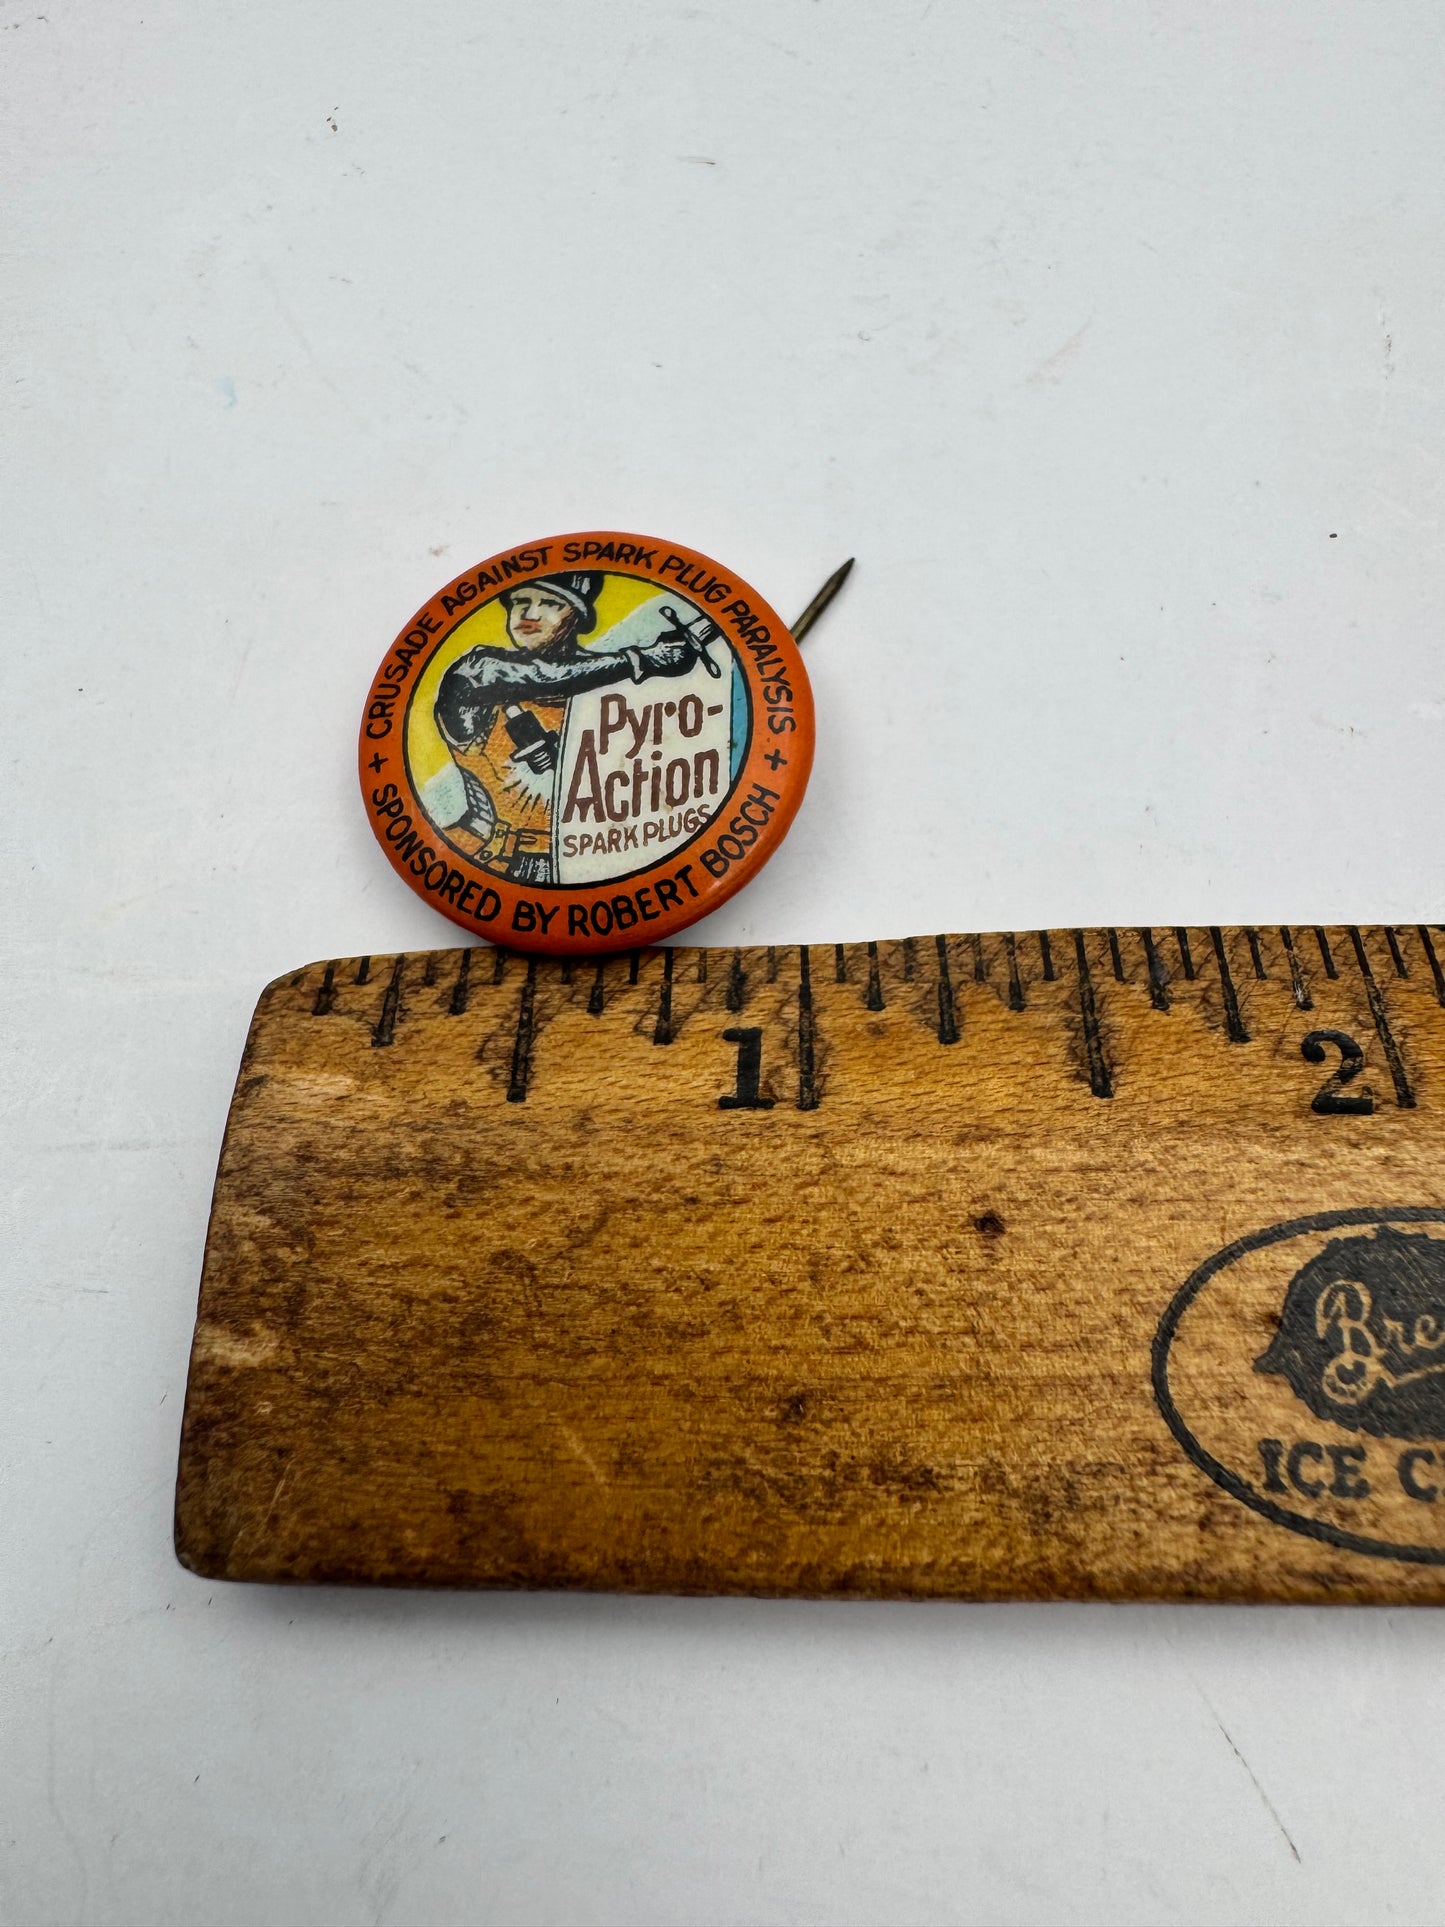 + CRUSADE AGAINST SPARK PLUG PARALYSIS +
SPONSORED BY ROBERT BOSCH
Pyro-
Action
SPARK PLUGS
1 2
ICE